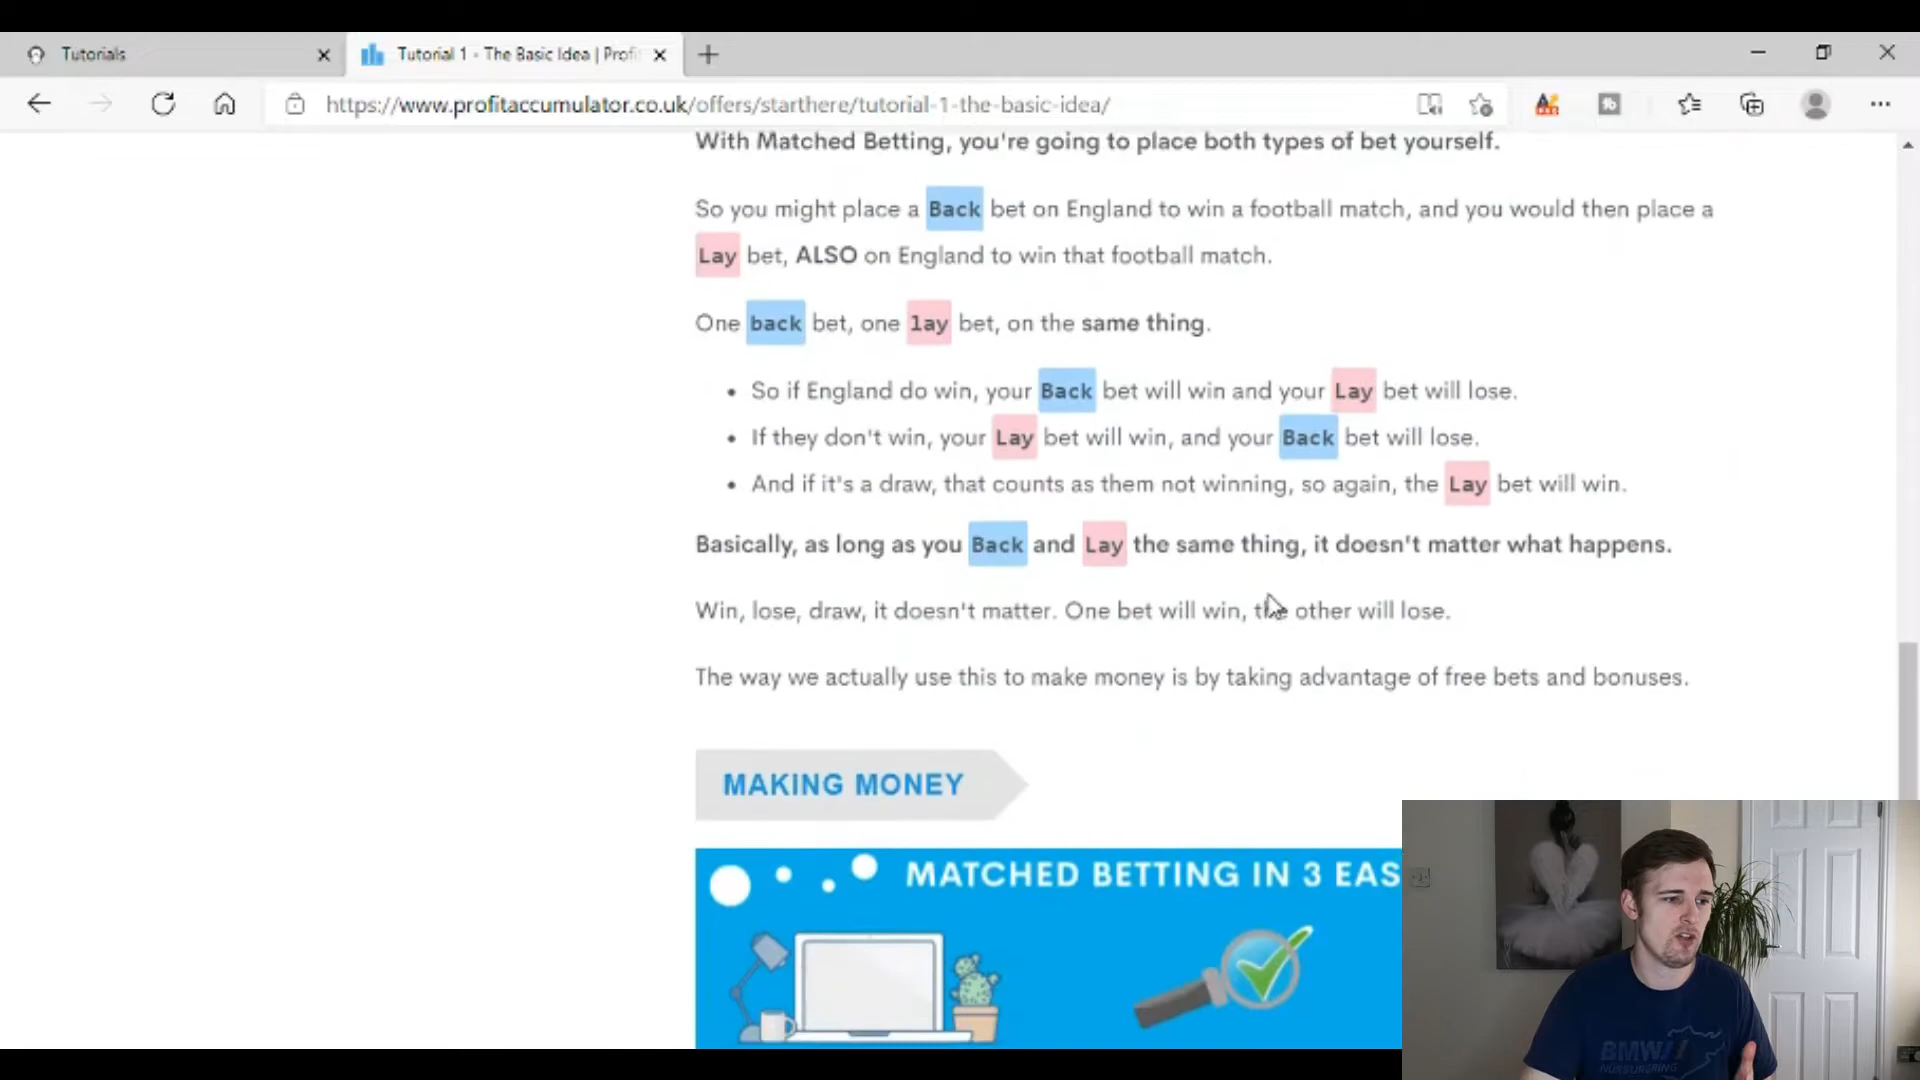 Tutorials
Tutorial 1 - The Basic Idea | Profi
https://www.profitaccumulator.co.uk/offers/starthere/tutorial-1-the-basic-idea/
With Matched Betting, you're going to place both types of bet yourself.
So you might place a Back bet on England to win a football match, and you would then place a
Lay bet, ALSO on England to win that football match.
One back bet, one lay bet, on the same thing.
• So if England do win, your Back bet will win and your Lay bet will lose.
• If they don't win, your Lay bet will win, and your Back bet will lose.
• And if it's a draw, that counts as them not winning, so again, the Lay bet will win.
Basically, as long as you Back and Lay the same thing, it doesn't matter what happens.
Win, lose, draw, it doesn't matter. One bet will win, the other will lose.
The way we actually use this to make money is by taking advantage of free bets and bonuses.
MAKING MONEY
MATCHED BETTING IN 3 EAS
BMW
NÜRBURGRING